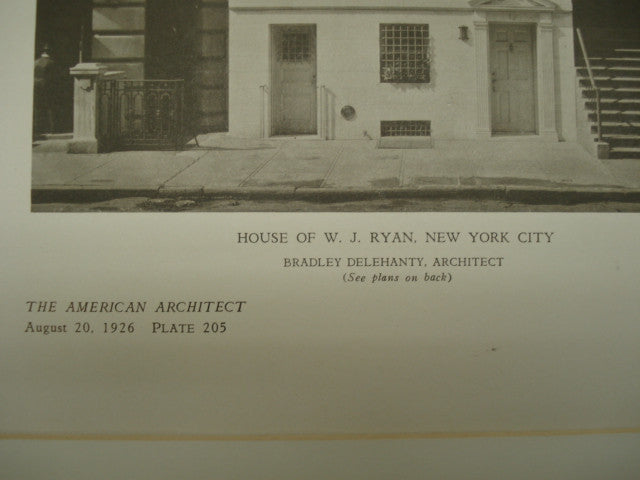 HOUSE OF W. J. RYAN, NEW YORK CITY
BRADLEY DELEHANTY, ARCHITECT
(See plans on back)
THE AMERICAN ARCHITECT
August 20, 1926 PLATE 205